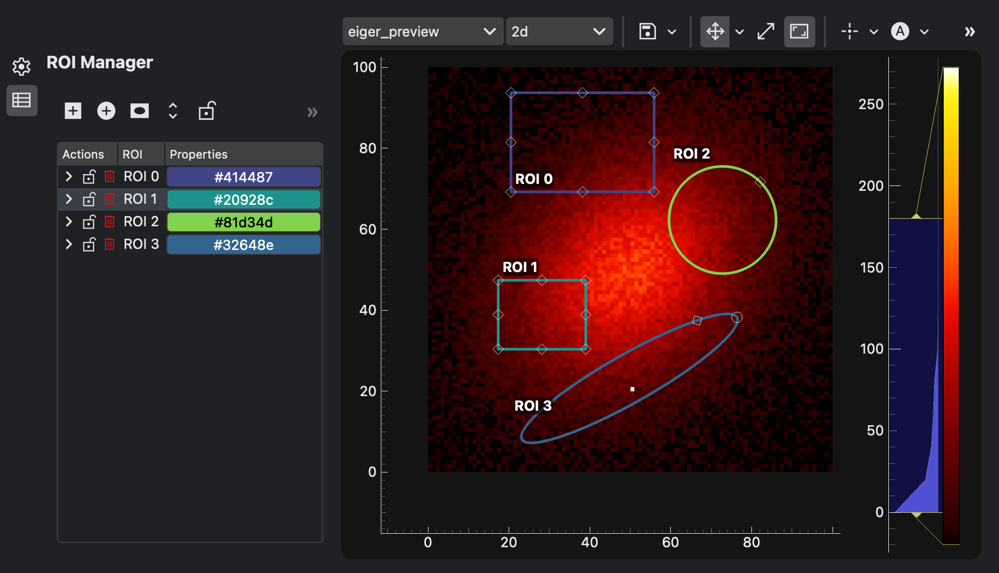 eiger_preview 2d A
ROI Manager
Actions ROI Properties
ROI 0 #414487
ROI 1 #20928c
ROI 2 #81d34d
ROI 3 #32648e
100
80
60
40
20
0
0 20 40 60 80
ROI 0
ROI 2
ROI 1
ROI 3
250
200
150
100
50
0